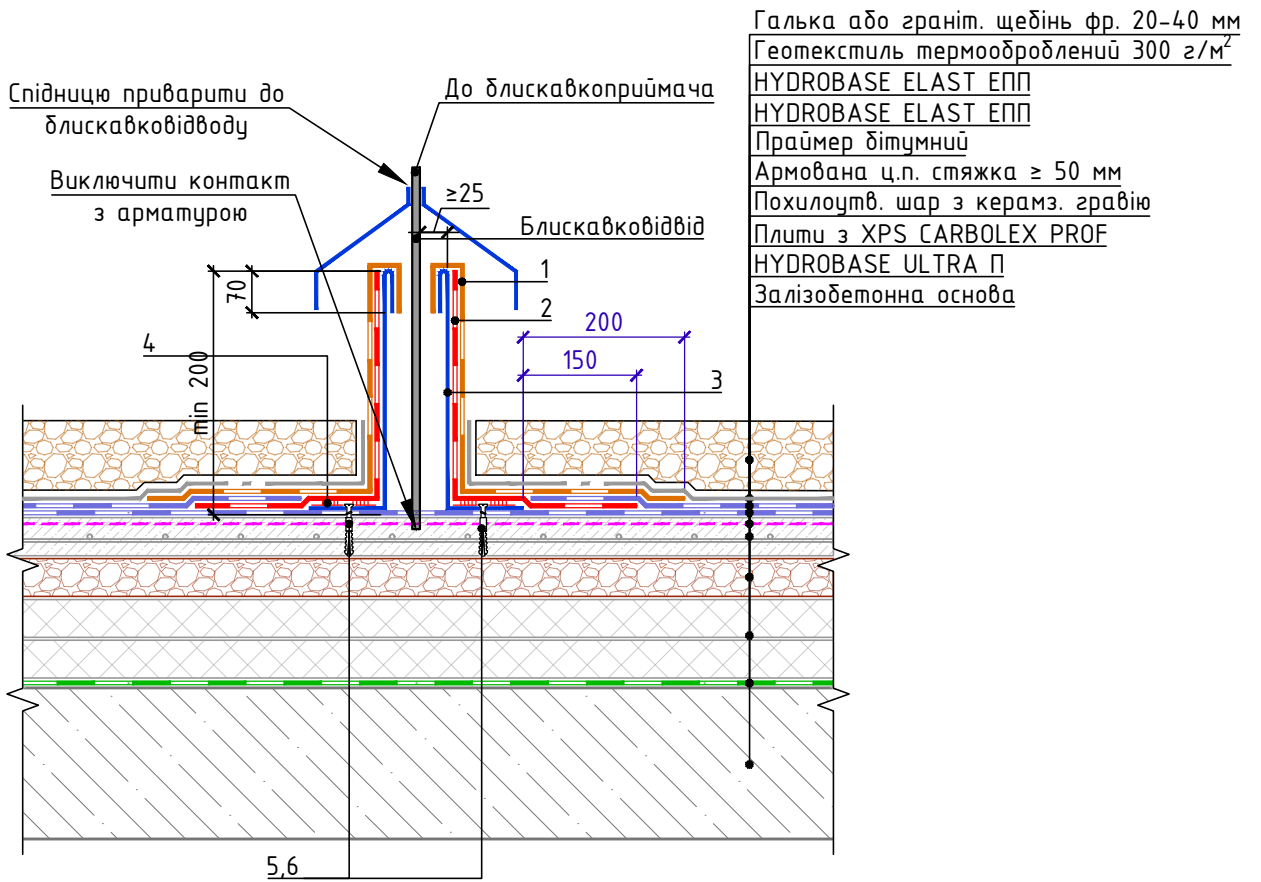 Галька або граніт. щебінь фр. 20-40 мм
Геотекстиль термооброблений 300 г/м²
HYDROBASE ELAST ЕПП
HYDROBASE ELAST ЕПП
Праймер бітумний
Армована ц.п. стяжка ≥ 50 мм
Похилоутв. шар з керамз. гравію
Плити з XPS CARBOLEX PROF
HYDROBASE ULTRA П
Залізобетонна основа
Спідницю приварити до
блискавковідводу
До блискавкоприймача
Виключити контакт
з арматурою
≥25
Блискавковідвід
1
70
2
200
4
150
min 200
3
5,6